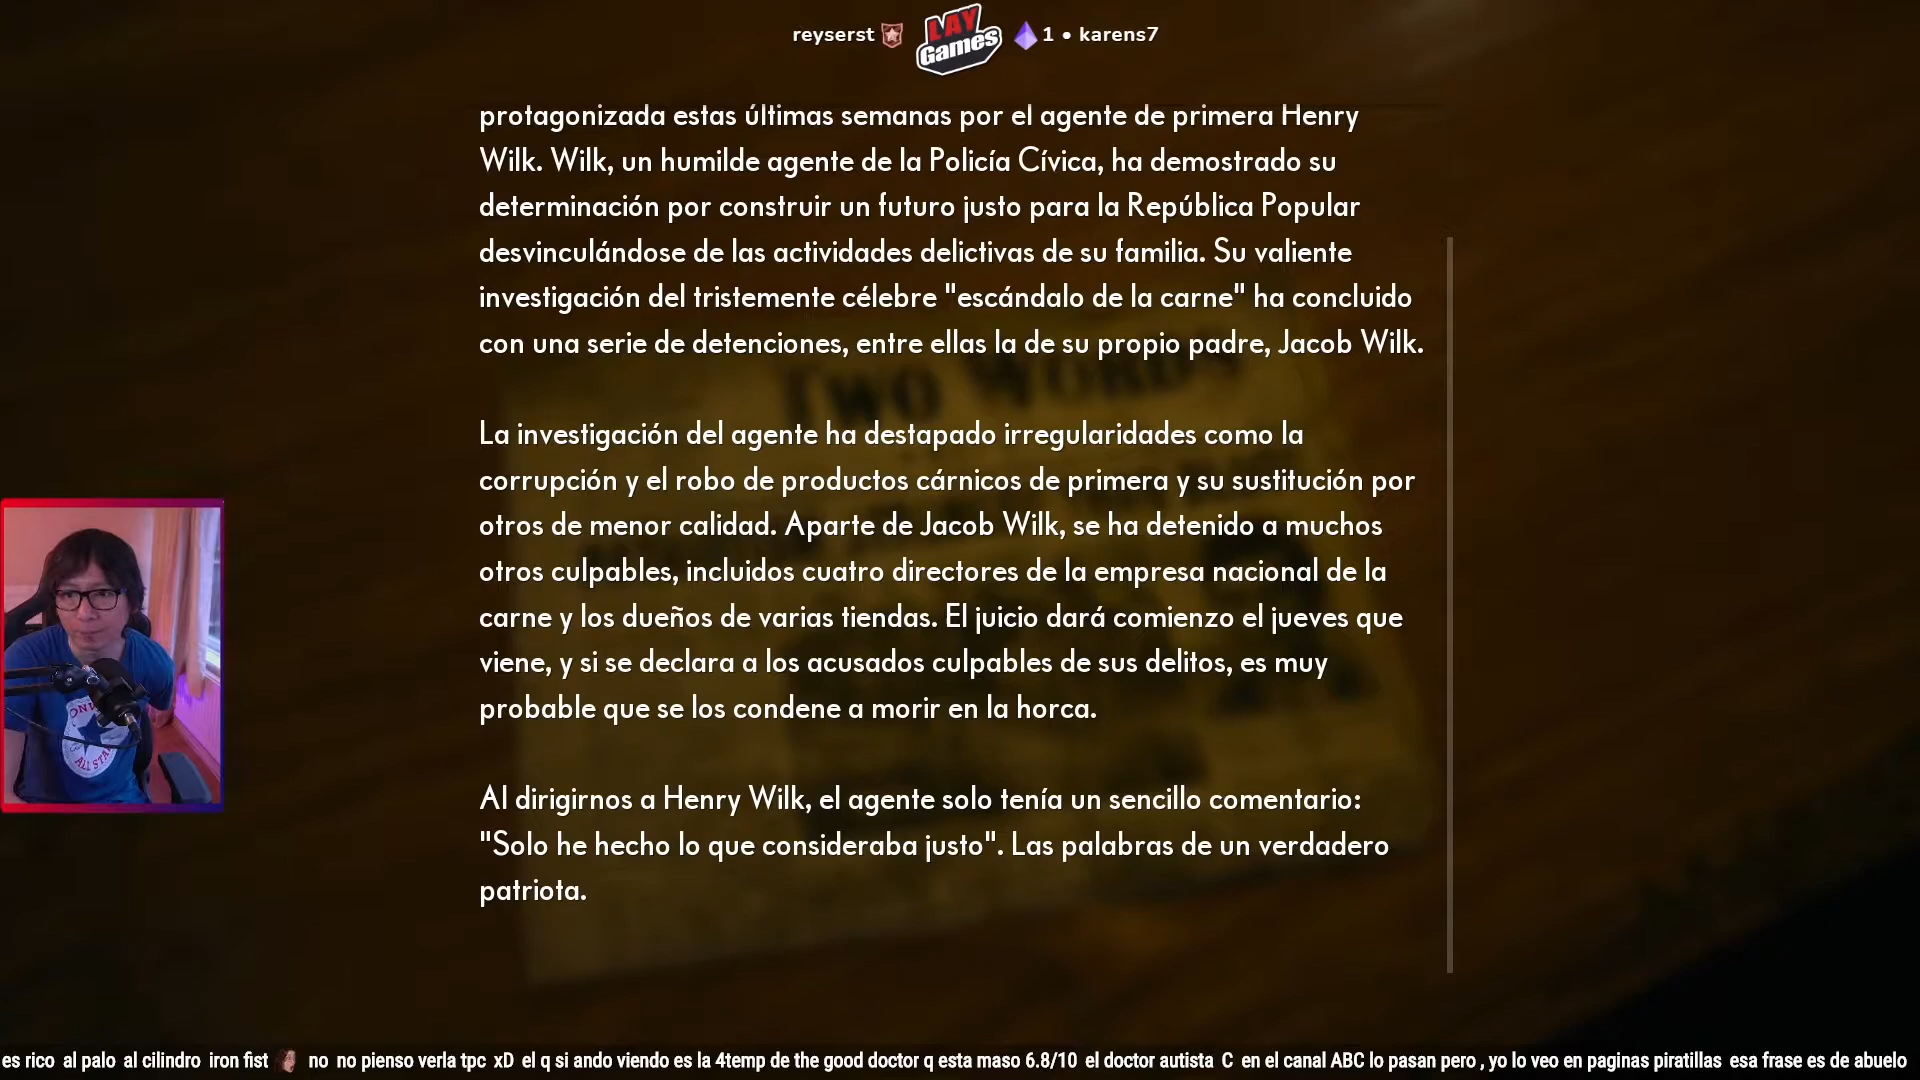 reyserst LAY Games 1 • karens7
protagonizada estas últimas semanas por el agente de primera Henry
Wilk. Wilk, un humilde agente de la Policía Cívica, ha demostrado su
determinación por construir un futuro justo para la República Popular
desvinculándose de las actividades delictivas de su familia. Su valiente
investigación del tristemente célebre "escándalo de la carne" ha concluido
con una serie de detenciones, entre ellas la de su propio padre, Jacob Wilk.
TWO WORDS
La investigación del agente ha destapado irregularidades como la
corrupción y el robo de productos cárnicos de primera y su sustitución por
otros de menor calidad. Aparte de Jacob Wilk, se ha detenido a muchos
otros culpables, incluidos cuatro directores de la empresa nacional de la
carne y los dueños de varias tiendas. El juicio dará comienzo el jueves que
viene, y si se declara a los acusados culpables de sus delitos, es muy
probable que se los condene a morir en la horca.
Al dirigirnos a Henry Wilk, el agente solo tenía un sencillo comentario:
"Solo he hecho lo que consideraba justo". Las palabras de un verdadero
patriota.
ALL STA
es rico al palo al cilindro iron fist no no pienso verla tpc xD el q si ando viendo es la 4temp de the good doctor q esta maso 6.8/10 el doctor autista C en el canal ABC lo pasan pero , yo lo veo en paginas piratillas esa frase es de abuelo